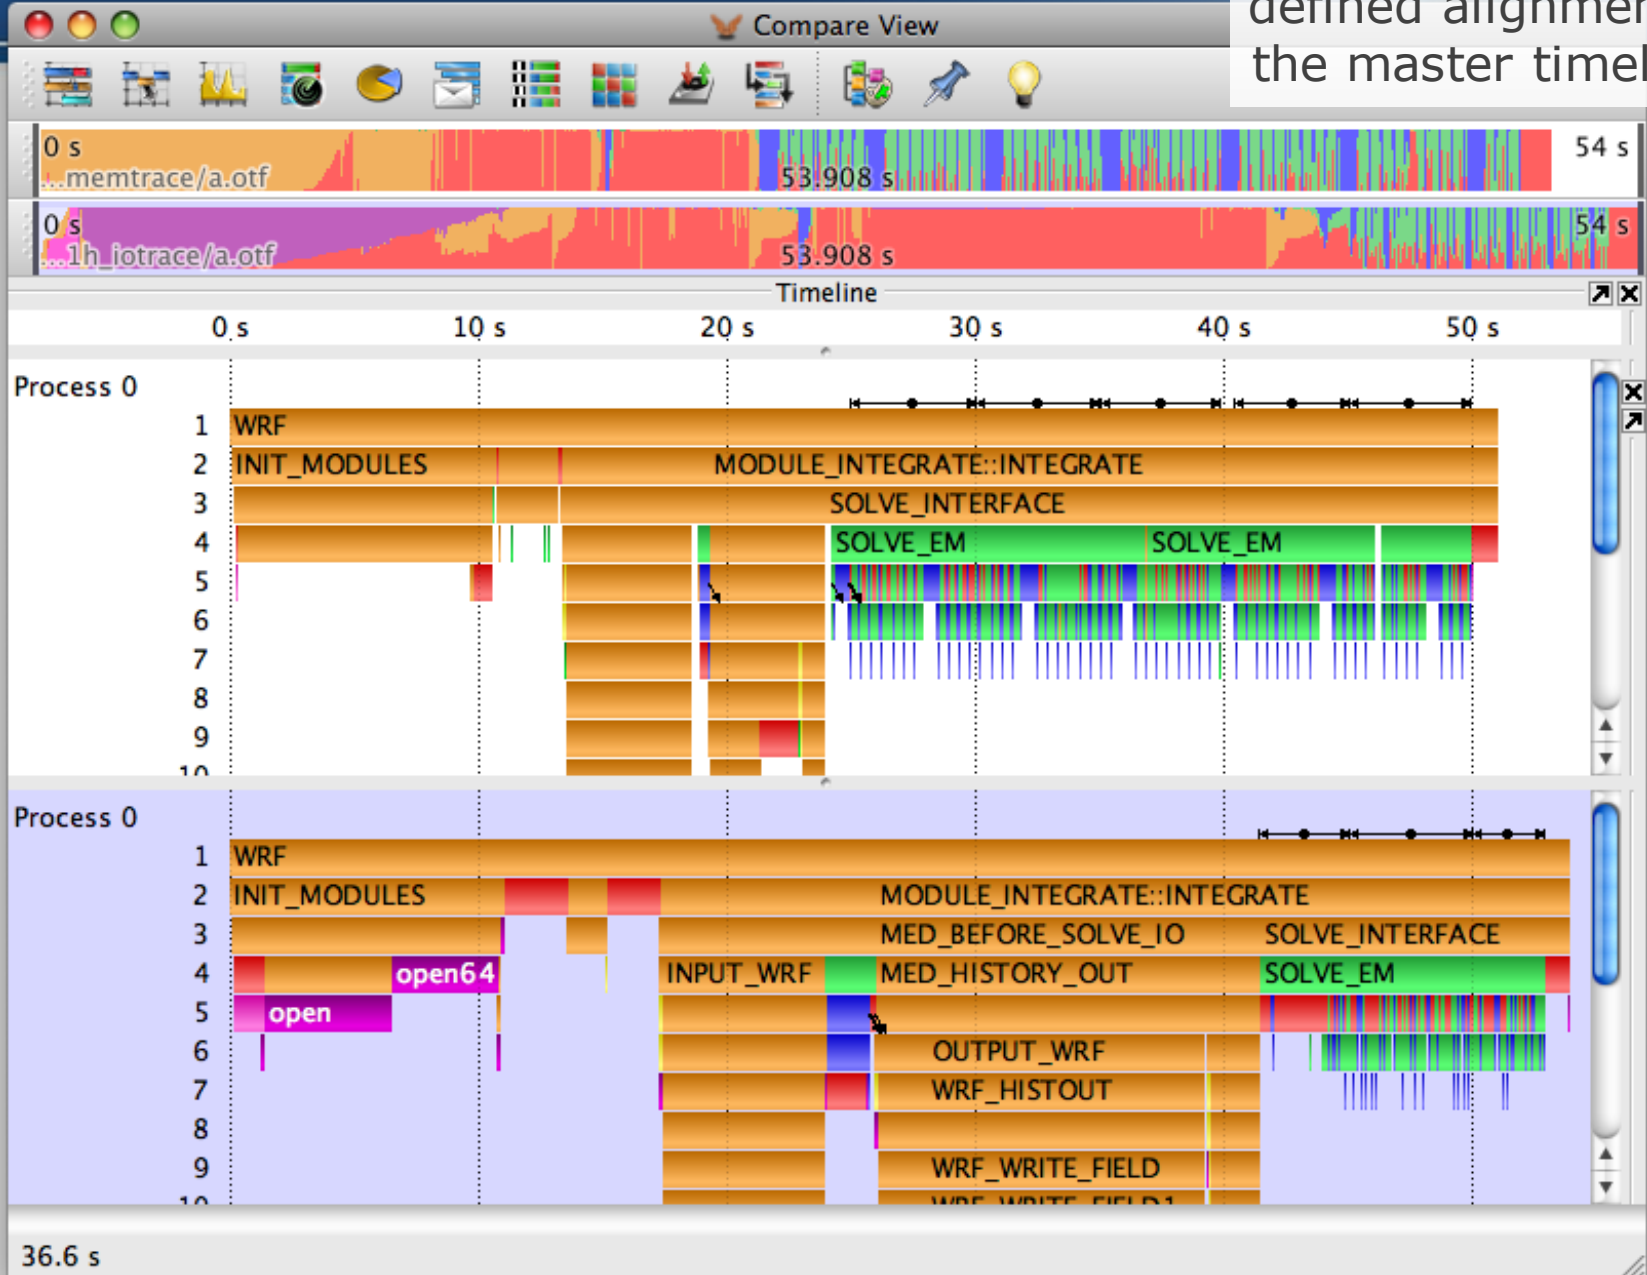 defined alignmen
the master timel
Compare View
0 s
54 s
...memtrace/a.otf
53.908 s
0 s
54 s
...1h_iotrace/a.otf
53.908 s
Timeline
0 s 10 s 20 s 30 s 40 s 50 s
Process 0
1 WRF
2 INIT_MODULES MODULE_INTEGRATE::INTEGRATE
3 SOLVE_INTERFACE
4 SOLVE_EM SOLVE_EM
5
6
7
8
9
10
Process 0
1 WRF
2 INIT_MODULES MODULE_INTEGRATE::INTEGRATE
3 MED_BEFORE_SOLVE_IO SOLVE_INTERFACE
4 open64 INPUT_WRF MED_HISTORY_OUT SOLVE_EM
5 open
6 OUTPUT_WRF
7 WRF_HISTOUT
8
9 WRF_WRITE_FIELD
10 WRF_WRITE_FIELD1
36.6 s